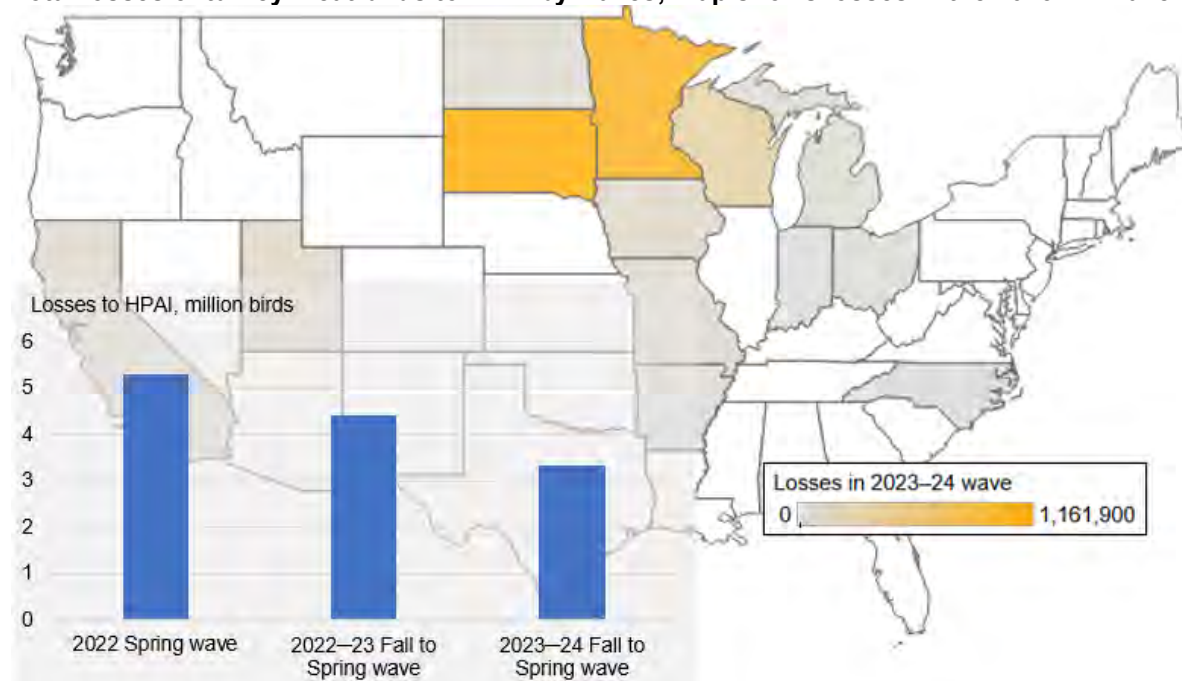 Losses to HPAI, million birds
6
5
4
3
2
1
0
2022 Spring wave
2022–23 Fall to
Spring wave
2023–24 Fall to
Spring wave
Losses in 2023–24 wave
0
1,161,900